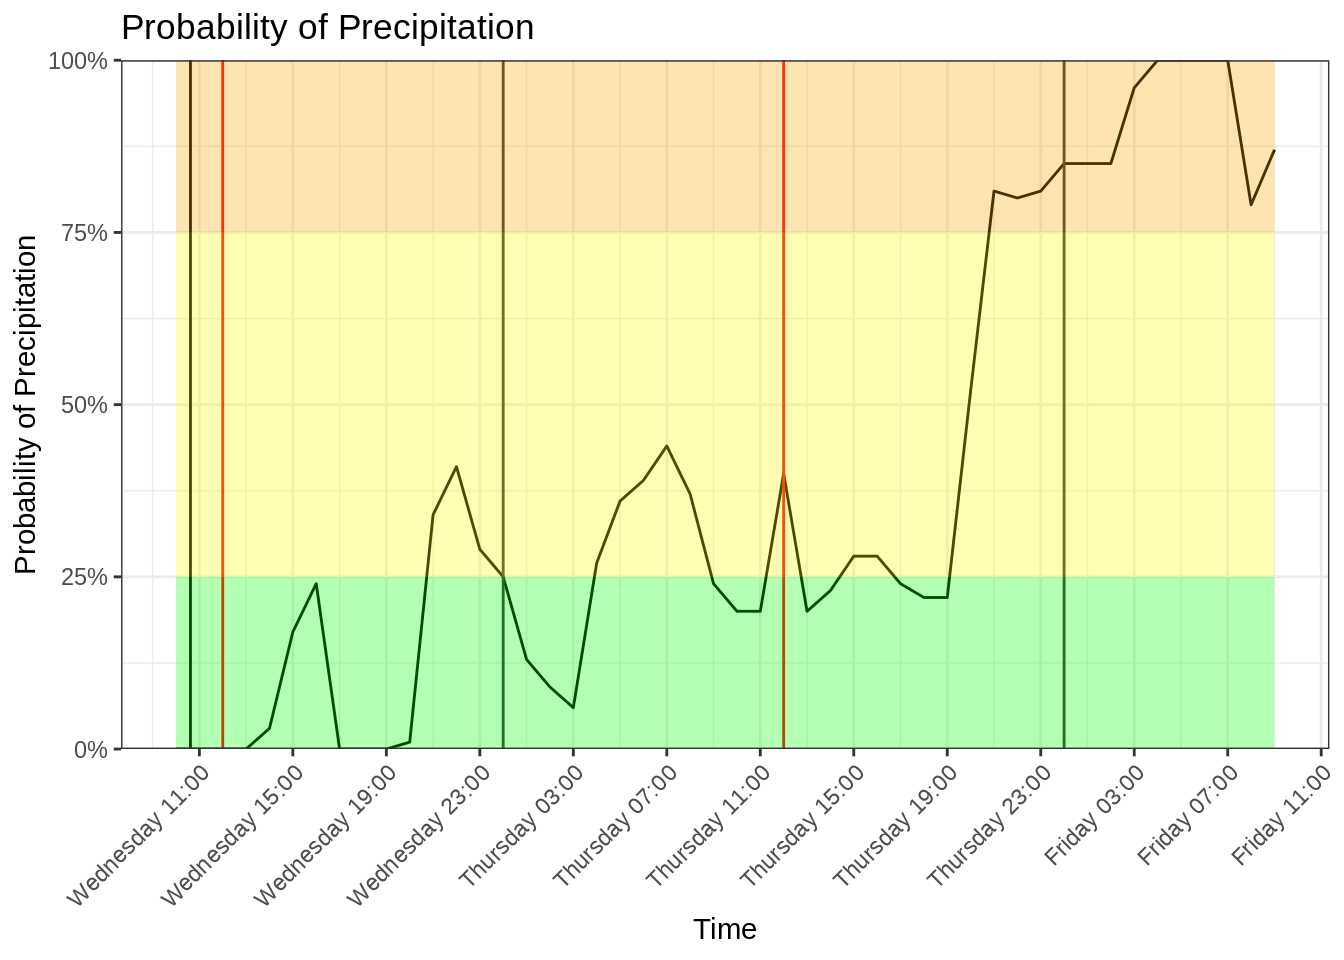 Probability of Precipitation
Probability of Precipitation
100%
75%
50%
25%
0%
Wednesday 11:00
Wednesday 15:00
Wednesday 19:00
Wednesday 23:00
Thursday 03:00
Thursday 07:00
Thursday 11:00
Thursday 15:00
Thursday 19:00
Thursday 23:00
Friday 03:00
Friday 07:00
Friday 11:00
Time